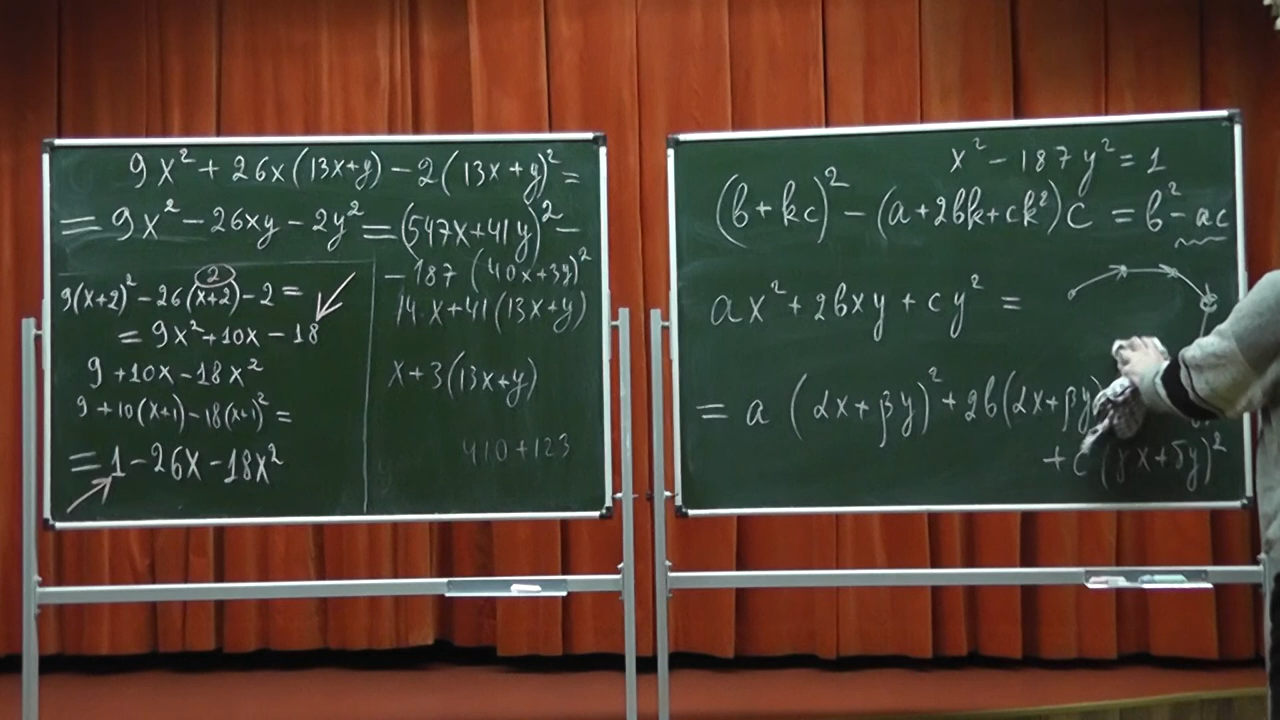 9x² + 26x(13x+y) − 2(13x+y)² =
= 9x² − 26xy − 2y² = (547x+41y)² −
− 187 (40x+3y)²
14·x+41(13x+y)
x+3(13x+y)
410+123
2
9(x+2)² − 26(x+2) − 2 =
= 9x² + 10x − 18
9 + 10x − 18x²
9 + 10(x+1) − 18(x+1)² =
= 1 − 26x − 18x²
x² − 187y² = 1
(b+kc)² − (a+2bk+ck²)c = b² − ac
ax² + 2bxy + cy² =
= a (αx+βy)² + 2b(αx+βy)
+ c (γx+δy)²